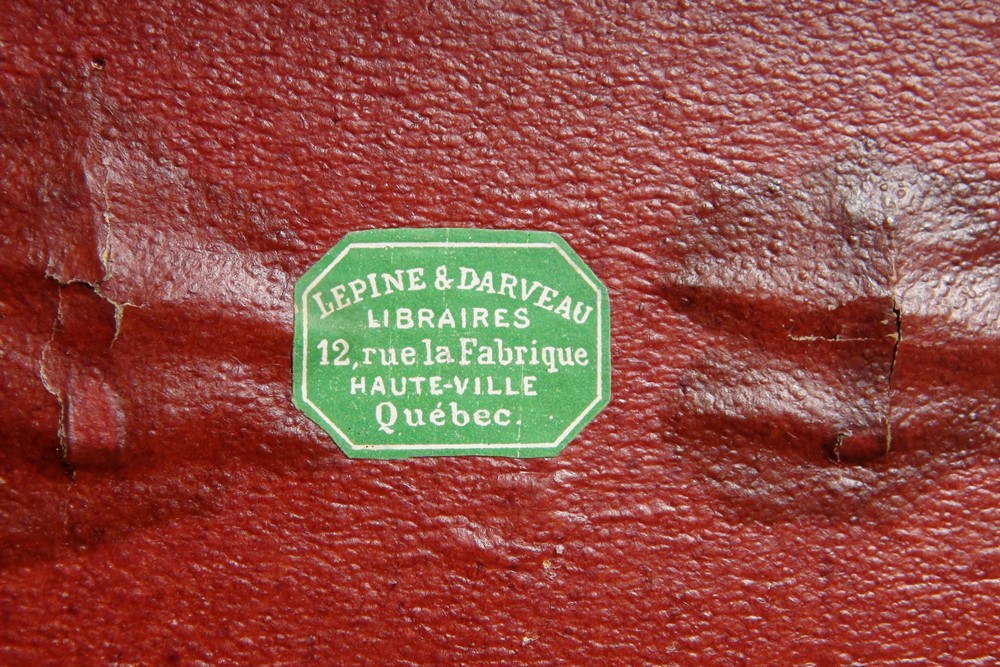 LEPINE & DARVEAU
LIBRAIRES
12, rue la Fabrique
HAUTE-VILLE
Québec.